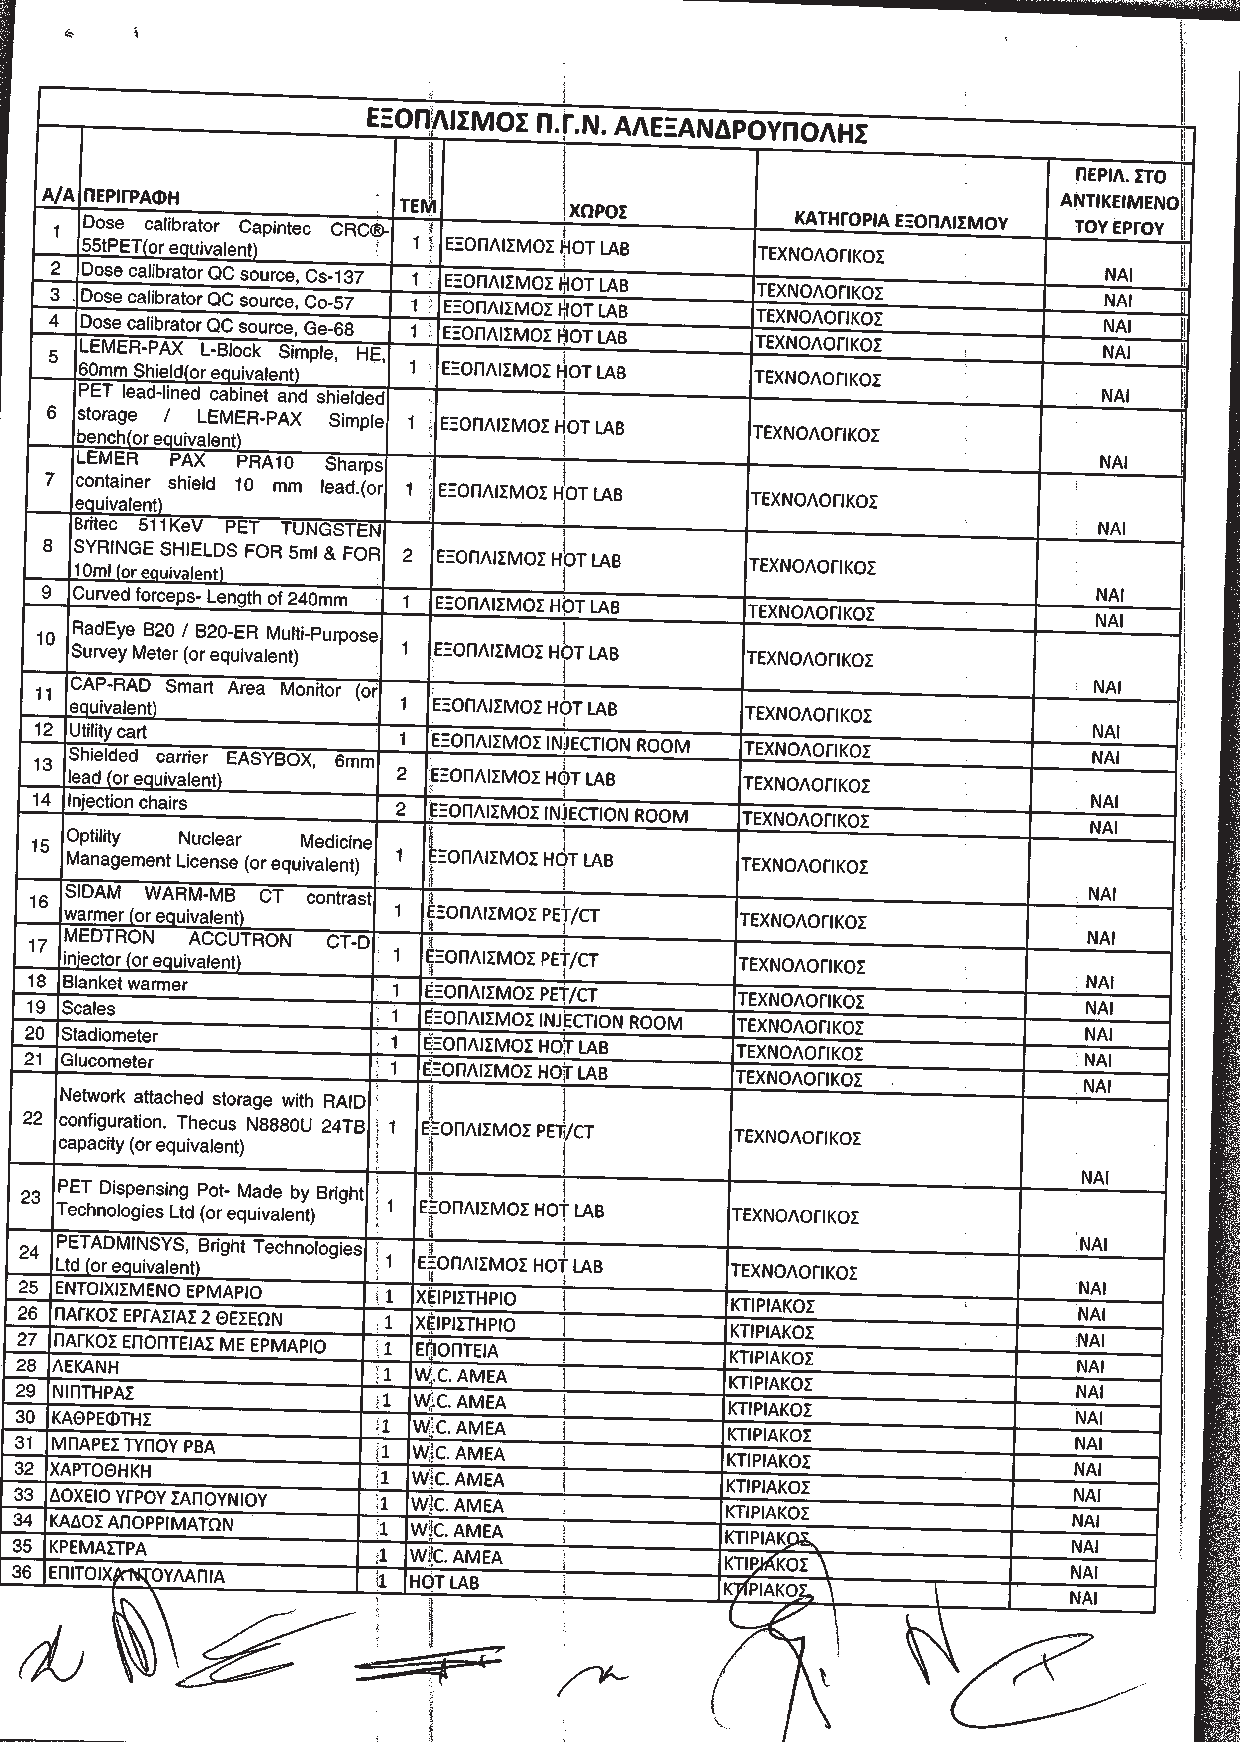 ΕΞΟΠΛΙΣΜΟΣ Π.Γ.Ν. ΑΛΕΞΑΝΔΡΟΥΠΟΛΗΣ
Α/Α ΠΕΡΙΓΡΑΦΗ ΤΕΜ ΧΩΡΟΣ ΚΑΤΗΓΟΡΙΑ ΕΞΟΠΛΙΣΜΟΥ ΠΕΡΙΛ. ΣΤΟ
ΑΝΤΙΚΕΙΜΕΝΟ
ΤΟΥ ΕΡΓΟΥ
1 Dose calibrator Capintec CRC®-
55tPET(or equivalent) 1 ΕΞΟΠΛΙΣΜΟΣ HOT LAB ΤΕΧΝΟΛΟΓΙΚΟΣ ΝΑΙ
2 Dose calibrator QC source, Cs-137 1 ΕΞΟΠΛΙΣΜΟΣ HOT LAB ΤΕΧΝΟΛΟΓΙΚΟΣ ΝΑΙ
3 Dose calibrator QC source, Co-57 1 ΕΞΟΠΛΙΣΜΟΣ HOT LAB ΤΕΧΝΟΛΟΓΙΚΟΣ ΝΑΙ
4 Dose calibrator QC source, Ge-68 1 ΕΞΟΠΛΙΣΜΟΣ HOT LAB ΤΕΧΝΟΛΟΓΙΚΟΣ ΝΑΙ
5 LEMER-PAX L-Block Simple, HE,
60mm Shield(or equivalent) 1 ΕΞΟΠΛΙΣΜΟΣ HOT LAB ΤΕΧΝΟΛΟΓΙΚΟΣ ΝΑΙ
6 PET lead-lined cabinet and shielded
storage / LEMER-PAX Simple
bench(or equivalent) 1 ΕΞΟΠΛΙΣΜΟΣ HOT LAB ΤΕΧΝΟΛΟΓΙΚΟΣ ΝΑΙ
7 LEMER PAX PRA10 Sharps
container shield 10 mm lead.(or
equivalent) 1 ΕΞΟΠΛΙΣΜΟΣ HOT LAB ΤΕΧΝΟΛΟΓΙΚΟΣ ΝΑΙ
8 Britec 511KeV PET TUNGSTEN
SYRINGE SHIELDS FOR 5ml & FOR
10ml (or equivalent) 2 ΕΞΟΠΛΙΣΜΟΣ HOT LAB ΤΕΧΝΟΛΟΓΙΚΟΣ ΝΑΙ
9 Curved forceps- Length of 240mm 1 ΕΞΟΠΛΙΣΜΟΣ HOT LAB ΤΕΧΝΟΛΟΓΙΚΟΣ ΝΑΙ
10 RadEye B20 / B20-ER Multi-Purpose
Survey Meter (or equivalent) 1 ΕΞΟΠΛΙΣΜΟΣ HOT LAB ΤΕΧΝΟΛΟΓΙΚΟΣ ΝΑΙ
11 CAP-RAD Smart Area Monitor (or
equivalent) 1 ΕΞΟΠΛΙΣΜΟΣ HOT LAB ΤΕΧΝΟΛΟΓΙΚΟΣ ΝΑΙ
12 Utility cart 1 ΕΞΟΠΛΙΣΜΟΣ INJECTION ROOM ΤΕΧΝΟΛΟΓΙΚΟΣ ΝΑΙ
13 Shielded carrier EASYBOX, 6mm
lead (or equivalent) 2 ΕΞΟΠΛΙΣΜΟΣ HOT LAB ΤΕΧΝΟΛΟΓΙΚΟΣ ΝΑΙ
14 Injection chairs 2 ΕΞΟΠΛΙΣΜΟΣ INJECTION ROOM ΤΕΧΝΟΛΟΓΙΚΟΣ ΝΑΙ
15 Optility Nuclear Medicine
Management License (or equivalent) 1 ΕΞΟΠΛΙΣΜΟΣ HOT LAB ΤΕΧΝΟΛΟΓΙΚΟΣ ΝΑΙ
16 SIDAM WARM-MB CT contrast
warmer (or equivalent) 1 ΕΞΟΠΛΙΣΜΟΣ PET/CT ΤΕΧΝΟΛΟΓΙΚΟΣ ΝΑΙ
17 MEDTRON ACCUTRON CT-D
injector (or equivalent) 1 ΕΞΟΠΛΙΣΜΟΣ PET/CT ΤΕΧΝΟΛΟΓΙΚΟΣ ΝΑΙ
18 Blanket warmer 1 ΕΞΟΠΛΙΣΜΟΣ PET/CT ΤΕΧΝΟΛΟΓΙΚΟΣ ΝΑΙ
19 Scales 1 ΕΞΟΠΛΙΣΜΟΣ INJECTION ROOM ΤΕΧΝΟΛΟΓΙΚΟΣ ΝΑΙ
20 Stadiometer 1 ΕΞΟΠΛΙΣΜΟΣ HOT LAB ΤΕΧΝΟΛΟΓΙΚΟΣ ΝΑΙ
21 Glucometer 1 ΕΞΟΠΛΙΣΜΟΣ HOT LAB ΤΕΧΝΟΛΟΓΙΚΟΣ ΝΑΙ
22 Network attached storage with RAID
configuration. Thecus N8880U 24TB
capacity (or equivalent) 1 ΕΞΟΠΛΙΣΜΟΣ PET/CT ΤΕΧΝΟΛΟΓΙΚΟΣ ΝΑΙ
23 PET Dispensing Pot- Made by Bright
Technologies Ltd (or equivalent) 1 ΕΞΟΠΛΙΣΜΟΣ HOT LAB ΤΕΧΝΟΛΟΓΙΚΟΣ ΝΑΙ
24 PETADMINSYS, Bright Technologies
Ltd (or equivalent) 1 ΕΞΟΠΛΙΣΜΟΣ HOT LAB ΤΕΧΝΟΛΟΓΙΚΟΣ ΝΑΙ
25 ΕΝΤΟΙΧΙΣΜΕΝΟ ΕΡΜΑΡΙΟ 1 ΧΕΙΡΙΣΤΗΡΙΟ ΚΤΙΡΙΑΚΟΣ ΝΑΙ
26 ΠΑΓΚΟΣ ΕΡΓΑΣΙΑΣ 2 ΘΕΣΕΩΝ 1 ΧΕΙΡΙΣΤΗΡΙΟ ΚΤΙΡΙΑΚΟΣ ΝΑΙ
27 ΠΑΓΚΟΣ ΕΠΟΠΤΕΙΑΣ ΜΕ ΕΡΜΑΡΙΟ 1 ΕΠΟΠΤΕΙΑ ΚΤΙΡΙΑΚΟΣ ΝΑΙ
28 ΛΕΚΑΝΗ 1 W.C. ΑΜΕΑ ΚΤΙΡΙΑΚΟΣ ΝΑΙ
29 ΝΙΠΤΗΡΑΣ 1 W.C. ΑΜΕΑ ΚΤΙΡΙΑΚΟΣ ΝΑΙ
30 ΚΑΘΡΕΦΤΗΣ 1 W.C. ΑΜΕΑ ΚΤΙΡΙΑΚΟΣ ΝΑΙ
31 ΜΠΑΡΕΣ ΤΥΠΟΥ PBA 1 W.C. ΑΜΕΑ ΚΤΙΡΙΑΚΟΣ ΝΑΙ
32 ΧΑΡΤΟΘΗΚΗ 1 W.C. ΑΜΕΑ ΚΤΙΡΙΑΚΟΣ ΝΑΙ
33 ΔΟΧΕΙΟ ΥΓΡΟΥ ΣΑΠΟΥΝΙΟΥ 1 W.C. ΑΜΕΑ ΚΤΙΡΙΑΚΟΣ ΝΑΙ
34 ΚΑΔΟΣ ΑΠΟΡΡΙΜΑΤΩΝ 1 W.C. ΑΜΕΑ ΚΤΙΡΙΑΚΟΣ ΝΑΙ
35 ΚΡΕΜΑΣΤΡΑ 1 W.C. ΑΜΕΑ ΚΤΙΡΙΑΚΟΣ ΝΑΙ
36 ΕΠΙΤΟΙΧΑ ΝΤΟΥΛΑΠΙΑ 1 HOT LAB ΚΤΙΡΙΑΚΟΣ ΝΑΙ